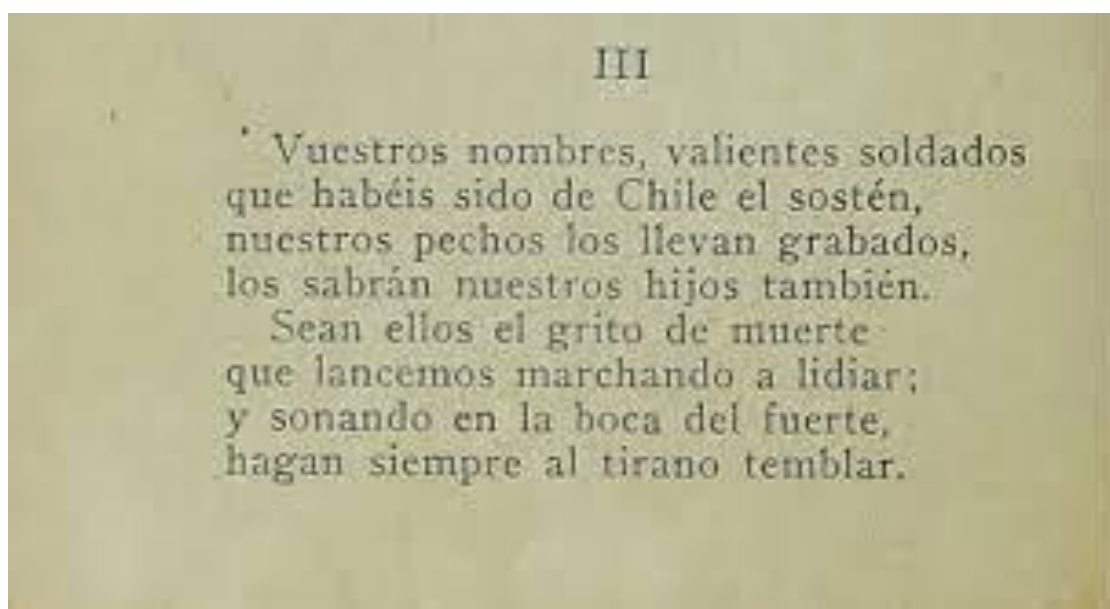 III
Vuestros nombres, valientes soldados
que habéis sido de Chile el sostén,
nuestros pechos los llevan grabados,
los sabrán nuestros hijos también.
Sean ellos el grito de muerte
que lancemos marchando a lidiar;
y sonando en la boca del fuerte,
hagan siempre al tirano temblar.